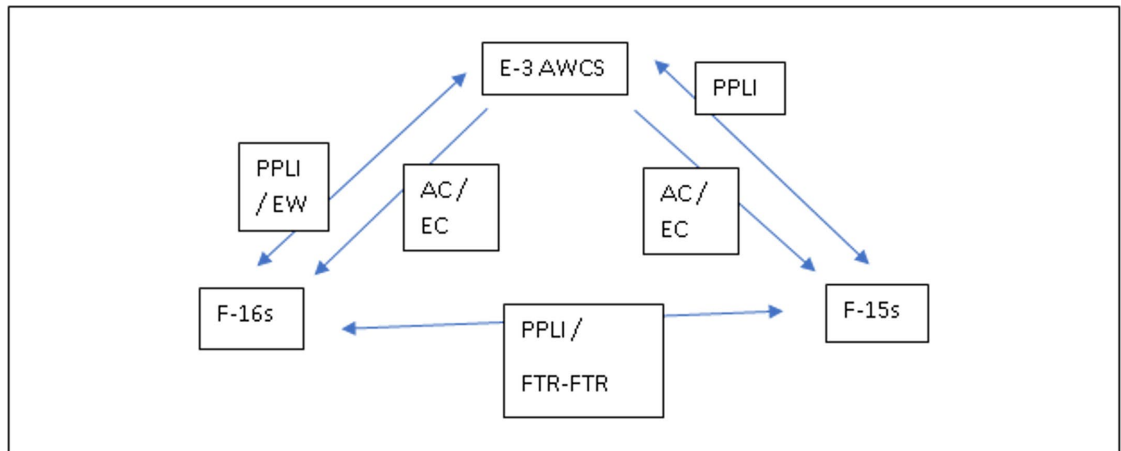 E-3 AWCS
PPLI
PPLI
/ EW
AC /
EC
AC /
EC
F-16s
PPLI /
FTR-FTR
F-15s